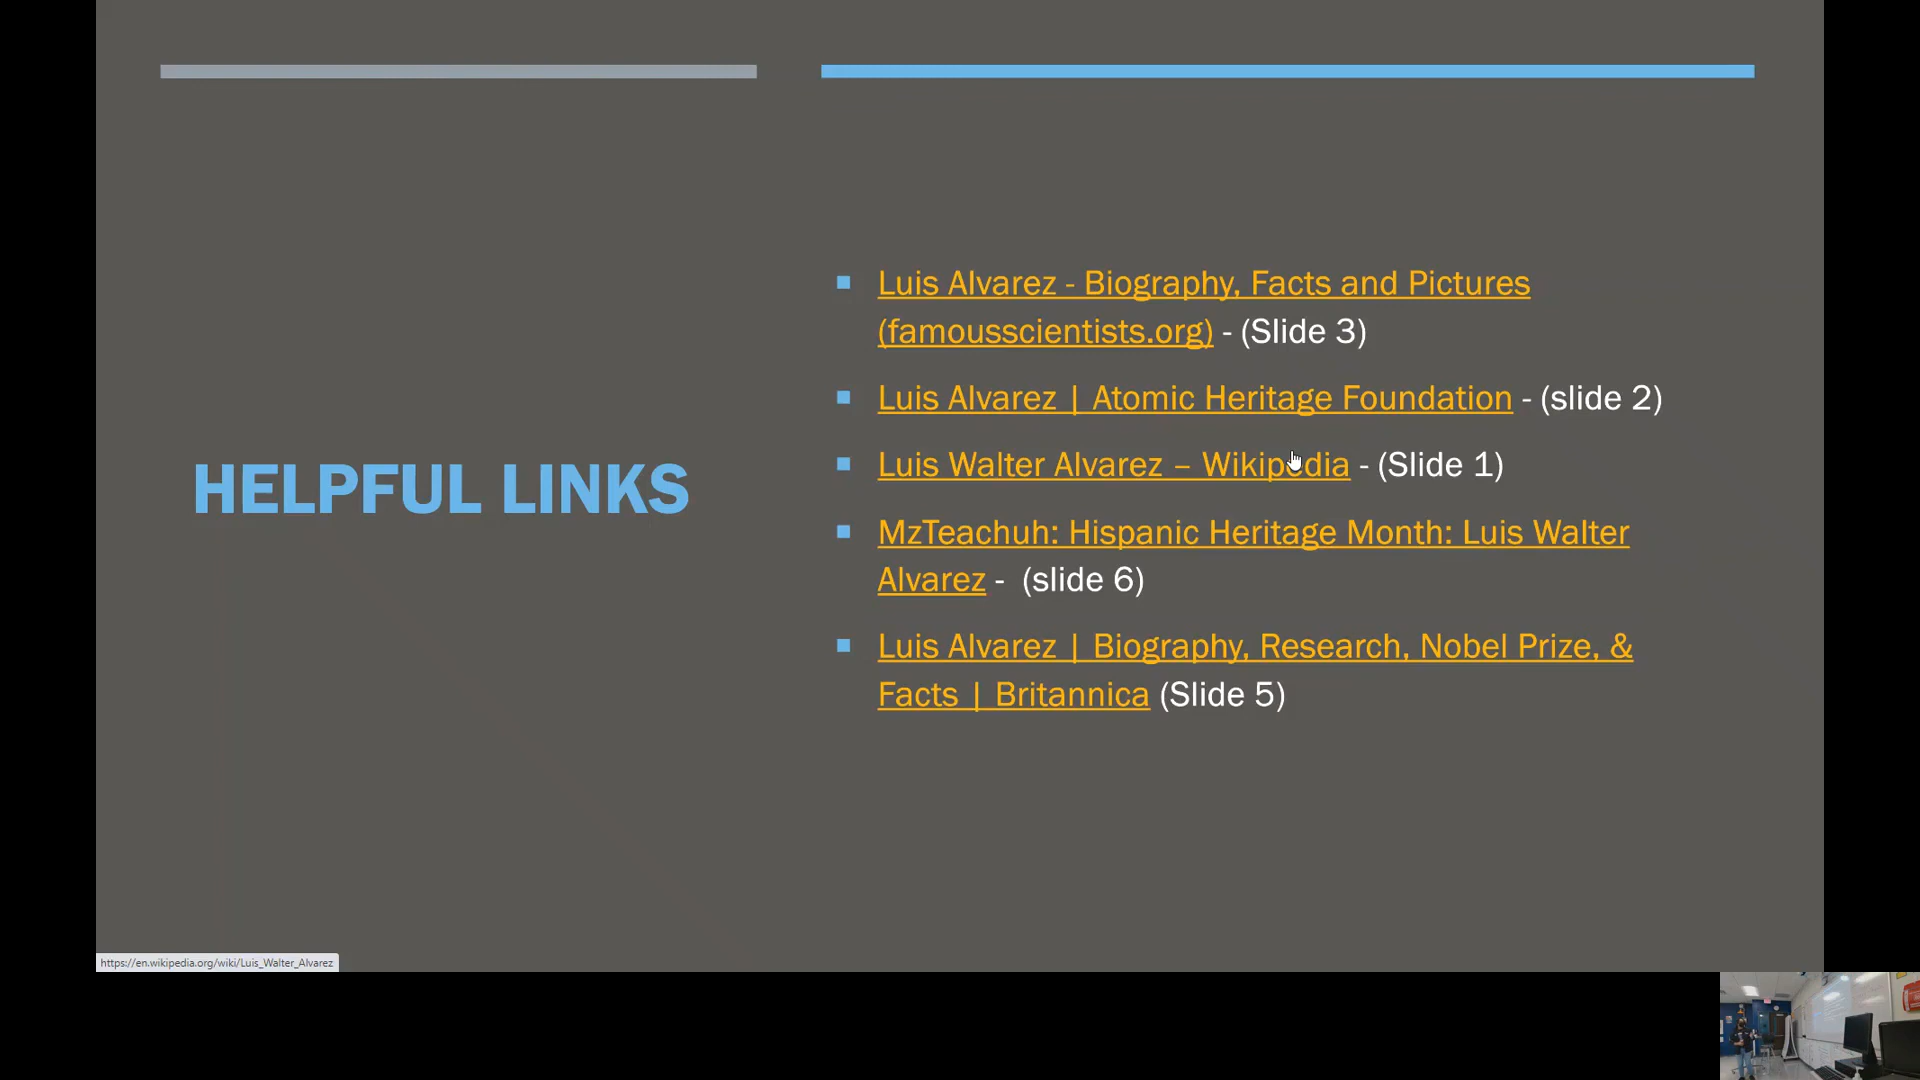 HELPFUL LINKS
Luis Alvarez - Biography, Facts and Pictures
(famousscientists.org) - (Slide 3)
Luis Alvarez | Atomic Heritage Foundation - (slide 2)
Luis Walter Alvarez – Wikipedia - (Slide 1)
MzTeachuh: Hispanic Heritage Month: Luis Walter
Alvarez - (slide 6)
Luis Alvarez | Biography, Research, Nobel Prize, &
Facts | Britannica (Slide 5)
https://en.wikipedia.org/wiki/Luis_Walter_Alvarez